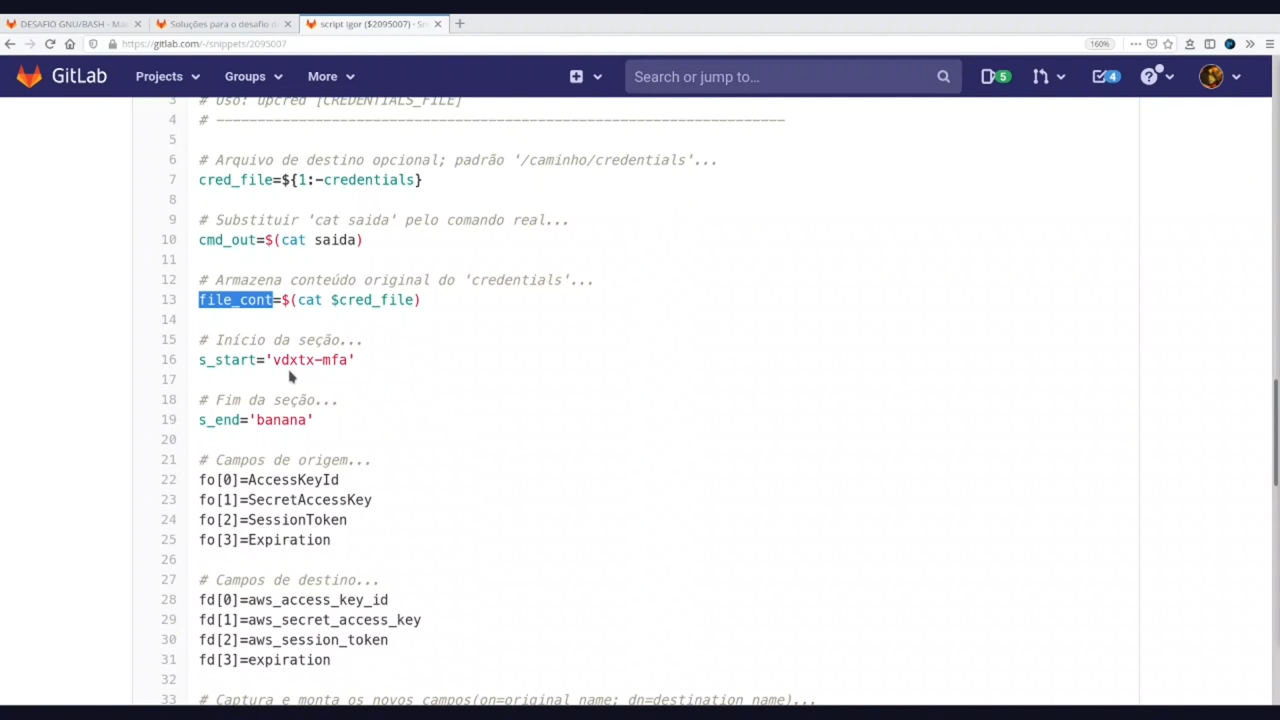 DESAFIO GNU/BASH - Ma
Soluções para o desafio d
script igor ($2095007) · Sn
https://gitlab.com/-/snippets/2095007
160%
GitLab
Projects
Groups
More
Search or jump to...
5
4
3 # Uso: upcred [CREDENTIALS_FILE]
4 # ----------------------------------------------------------------------
5
6 # Arquivo de destino opcional; padrão '/caminho/credentials'...
7 cred_file=${1:-credentials}
8
9 # Substituir 'cat saida' pelo comando real...
10 cmd_out=$(cat saida)
11
12 # Armazena conteúdo original do 'credentials'...
13 file_cont=$(cat $cred_file)
14
15 # Início da seção...
16 s_start='vdxtx-mfa'
17
18 # Fim da seção...
19 s_end='banana'
20
21 # Campos de origem...
22 fo[0]=AccessKeyId
23 fo[1]=SecretAccessKey
24 fo[2]=SessionToken
25 fo[3]=Expiration
26
27 # Campos de destino...
28 fd[0]=aws_access_key_id
29 fd[1]=aws_secret_access_key
30 fd[2]=aws_session_token
31 fd[3]=expiration
32
33 # Captura e monta os novos campos(on=original name; dn=destination name)...